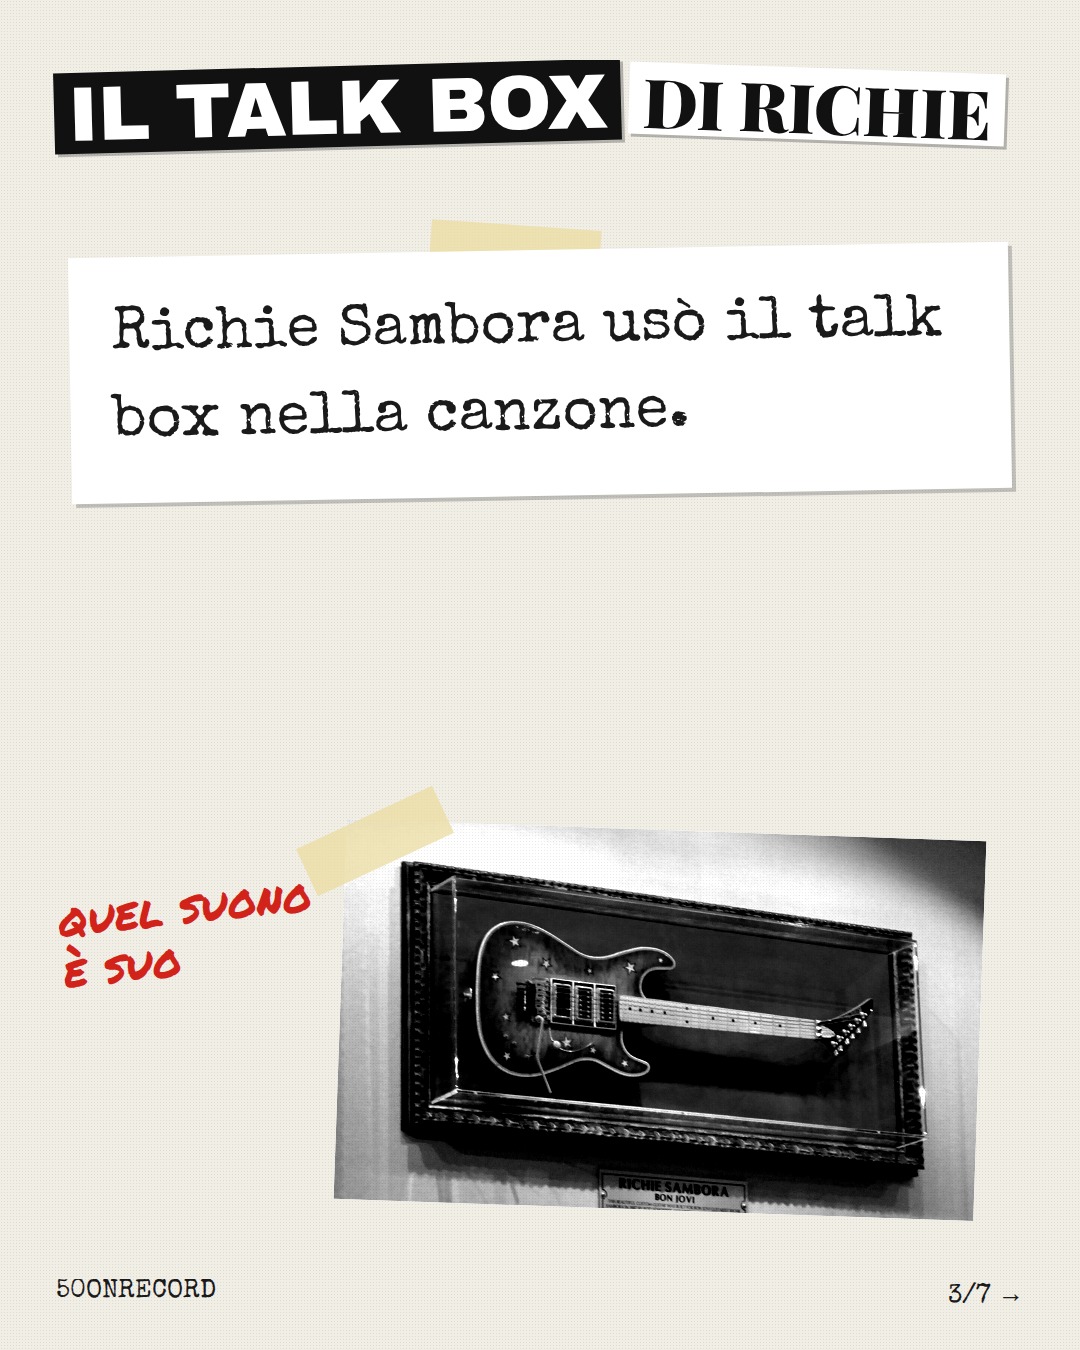 IL TALK BOX DI RICHIE
Richie Sambora usò il talk
box nella canzone.
QUEL SUONO
È SUO
RICHIE SAMBORA
BON JOVI
50ONRECORD
3/7 →